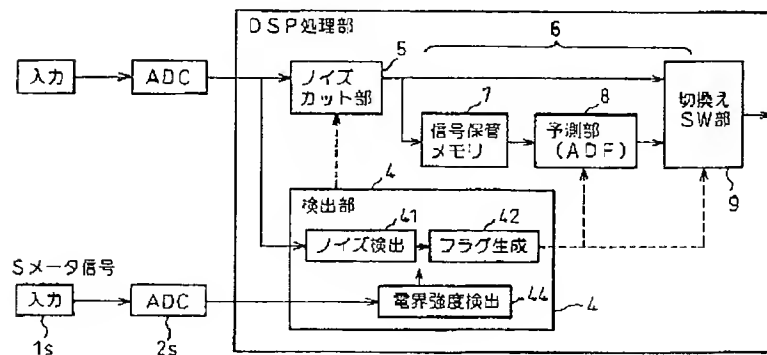 DSP処理部
入力
ADC
5
ノイズ
カット部
6
7
信号保管
メモリ
8
予測部
(ADF)
切換え
SW部
9
4
検出部
41
ノイズ検出
42
フラグ生成
Sメータ信号
入力
1s
ADC
2s
電界強度検出
44
4